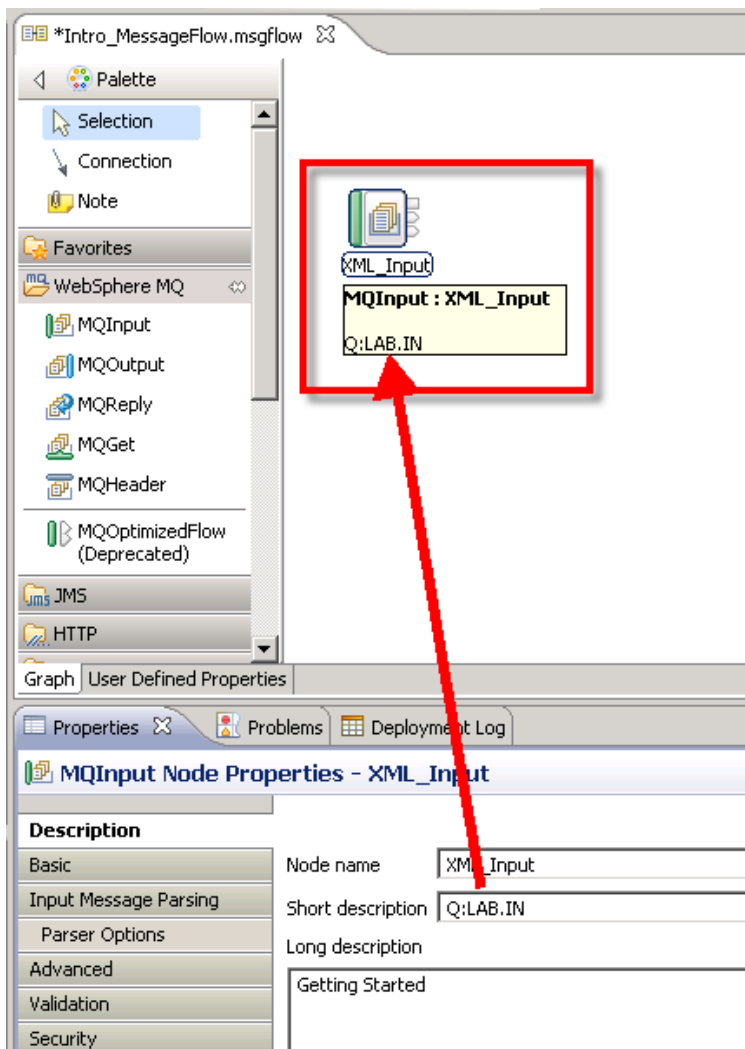 *Intro_MessageFlow.msgflow
Palette
Selection
Connection
Note
Favorites
WebSphere MQ
MQInput
MQOutput
MQReply
MQGet
MQHeader
MQOptimizedFlow
(Deprecated)
JMS
HTTP
XML_Input
MQInput : XML_Input
Q:LAB.IN
Graph
User Defined Properties
Properties
Problems
Deployment Log
MQInput Node Properties - XML_Input
Description
Basic
Input Message Parsing
Parser Options
Advanced
Validation
Security
Node name
XML_Input
Short description
Q:LAB.IN
Long description
Getting Started